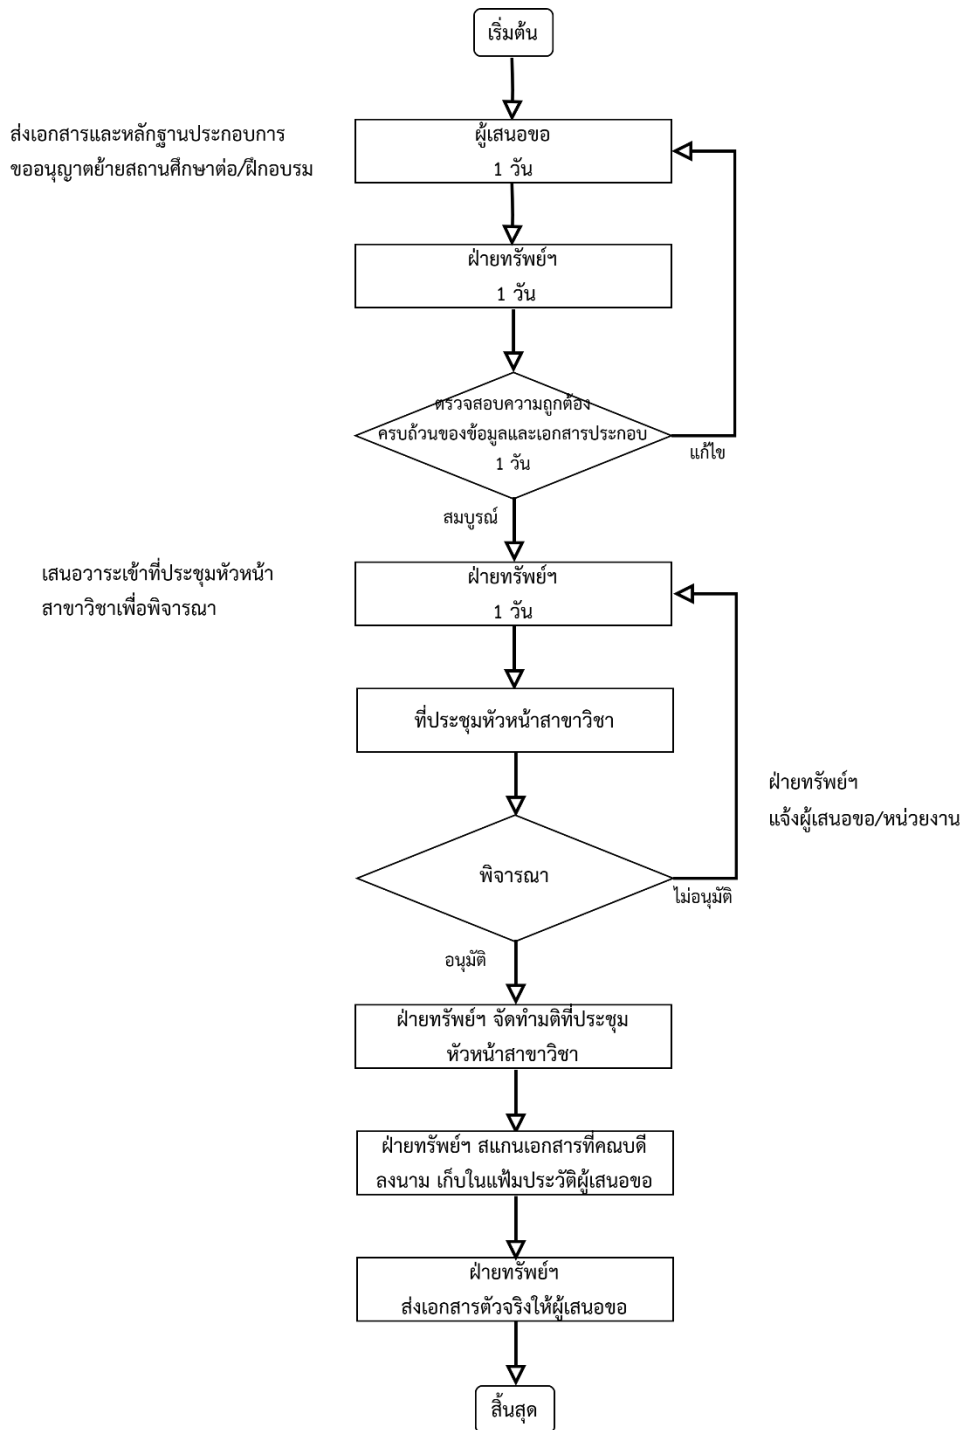 เริ่มต้น
ส่งเอกสารและหลักฐานประกอบการ
ขออนุญาตย้ายสถานศึกษาต่อ/ฝึกอบรม
ผู้เสนอขอ
1 วัน
ฝ่ายทรัพย์ฯ
1 วัน
ตรวจสอบความถูกต้อง
ครบถ้วนของข้อมูลและเอกสารประกอบ
1 วัน
แก้ไข
สมบูรณ์
เสนอวาระเข้าที่ประชุมหัวหน้า
สาขาวิชาเพื่อพิจารณา
ฝ่ายทรัพย์ฯ
1 วัน
ที่ประชุมหัวหน้าสาขาวิชา
ฝ่ายทรัพย์ฯ
แจ้งผู้เสนอขอ/หน่วยงาน
พิจารณา
ไม่อนุมัติ
อนุมัติ
ฝ่ายทรัพย์ฯ จัดทำมติที่ประชุม
หัวหน้าสาขาวิชา
ฝ่ายทรัพย์ฯ สแกนเอกสารที่คณบดี
ลงนาม เก็บในแฟ้มประวัติผู้เสนอขอ
ฝ่ายทรัพย์ฯ
ส่งเอกสารตัวจริงให้ผู้เสนอขอ
สิ้นสุด